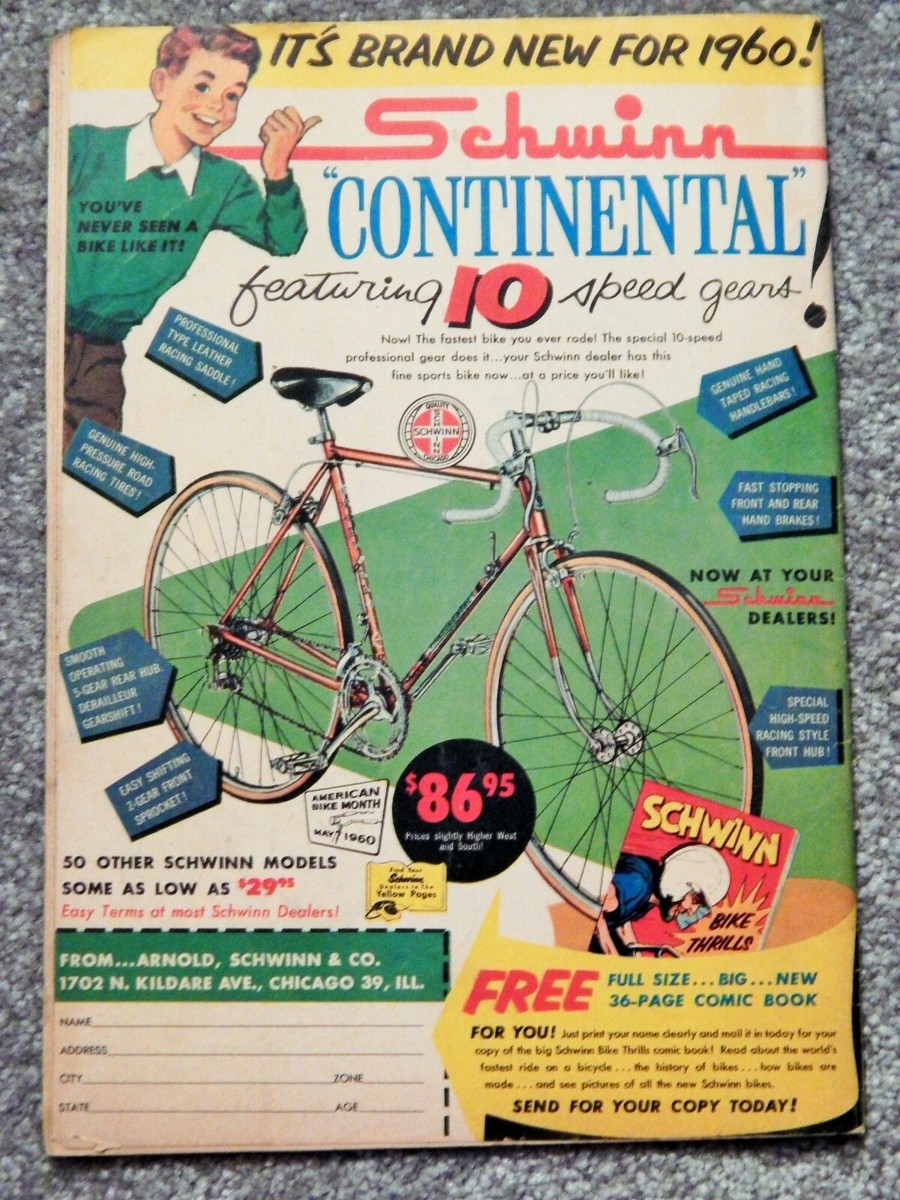 IT'S BRAND NEW FOR 1960!
Schwinn
"CONTINENTAL"
YOU'VE
NEVER SEEN A
BIKE LIKE IT!
featuring 10 speed gears
Now! The fastest bike you ever rode! The special 10-speed
professional gear does it...your Schwinn dealer has this
fine sports bike now...at a price you'll like!
PROFESSIONAL
TYPE LEATHER
RACING SADDLE!
GENUINE HAND
TAPED RACING
HANDLEBARS!
QUALITY
SCHWINN
SCHWINN
CHICAGO
GENUINE HIGH-
PRESSURE ROAD
RACING TIRES!
FAST STOPPING
FRONT AND REAR
HAND BRAKES!
NOW AT YOUR
Schwinn
DEALERS!
SMOOTH
OPERATING
5-GEAR REAR HUB
DERAILLEUR
GEARSHIFT!
SPECIAL
HIGH-SPEED
RACING STYLE
FRONT HUB!
EASY SHIFTING
2-GEAR FRONT
SPROCKET!
AMERICAN
BIKE MONTH
MAY 1960
$86.95
Prices slightly Higher West
and South!
SCHWINN
BIKE
THRILLS
50 OTHER SCHWINN MODELS
SOME AS LOW AS $29.95
Easy Terms at most Schwinn Dealers!
Find Your
Schwinn
Dealers in the
Yellow Pages
FROM...ARNOLD, SCHWINN & CO.
1702 N. KILDARE AVE., CHICAGO 39, ILL.
NAME
ADDRESS
CITY ZONE
STATE AGE
FREE FULL SIZE...BIG...NEW
36-PAGE COMIC BOOK
FOR YOU! Just print your name clearly and mail it in today for your
copy of the big Schwinn Bike Thrills comic book! Read about the world's
fastest ride on a bicycle...the history of bikes...how bikes are
made...and see pictures of all the new Schwinn bikes.
SEND FOR YOUR COPY TODAY!